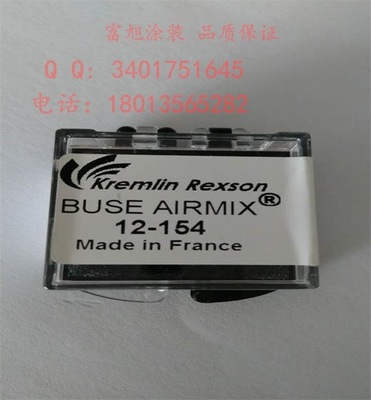 富旭涂装 品质保证
Q Q: 3401751645
电话: 18013565282
Kremlin Rexson
BUSE AIRMIX®
12-154
Made in France